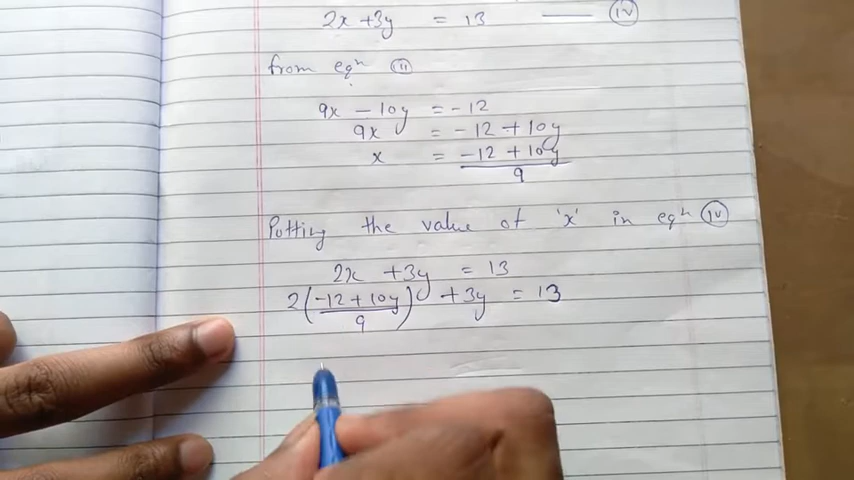 2x + 3y = 13 —— (iv)
from eqⁿ (iii)
9x - 10y = -12
9x = -12 + 10y
x = (-12 + 10y)/9
Putting the value of 'x' in eqⁿ (iv)
2x + 3y = 13
2((-12 + 10y)/9) + 3y = 13